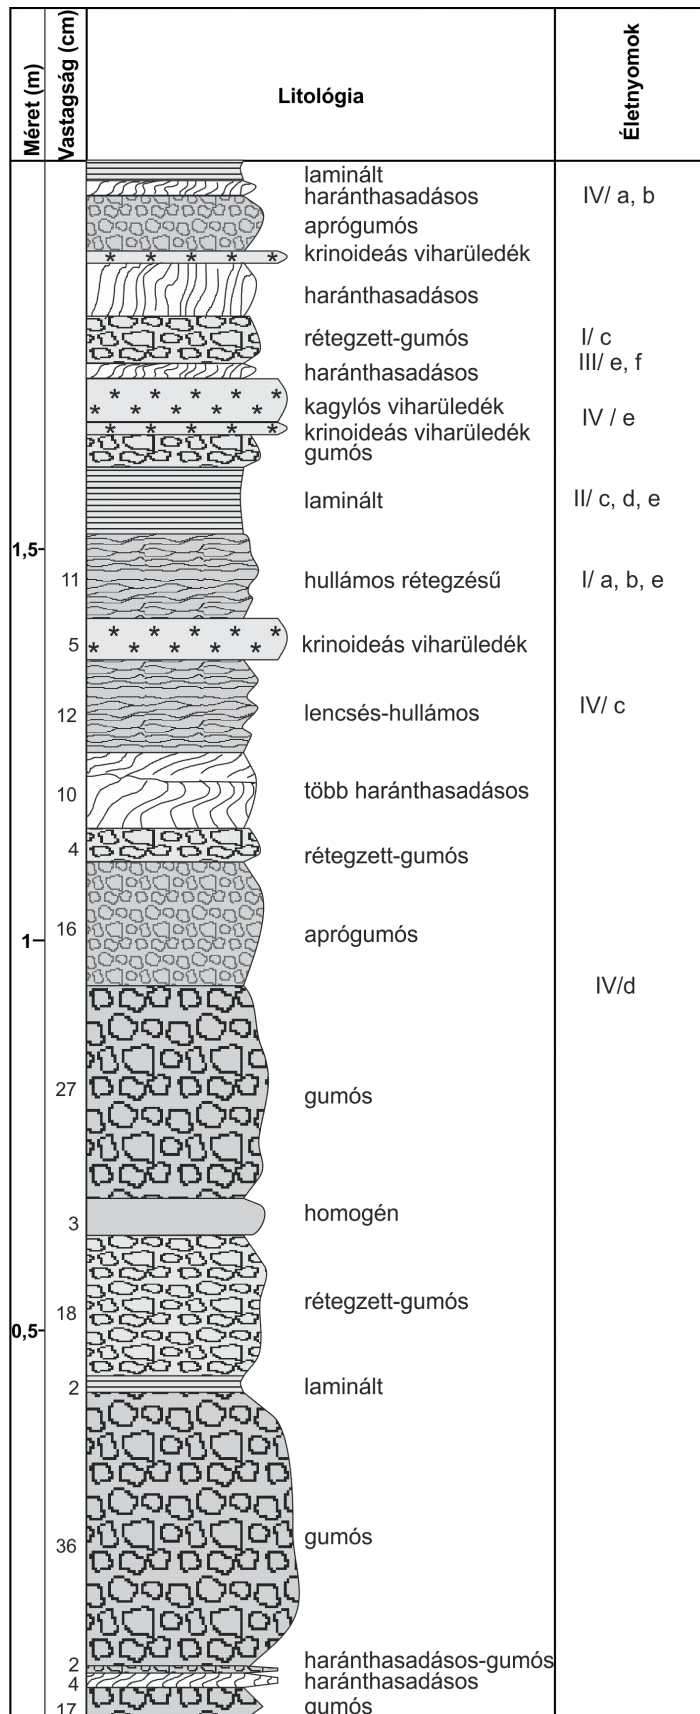 Méret (m)
Vastagság (cm)
Litológia
Életnyomok
laminált
haránthasadásos
IV/ a, b
aprógumós
krinoideás viharüledék
haránthasadásos
rétegzett-gumós
I/ c
III/ e, f
haránthasadásos
kagylós viharüledék
IV / e
krinoideás viharüledék
gumós
laminált
II/ c, d, e
1,5
11
hullámos rétegzésű
I/ a, b, e
5
krinoideás viharüledék
12
lencsés-hullámos
IV/ c
10
több haránthasadásos
4
rétegzett-gumós
1
16
aprógumós
IV/d
27
gumós
3
homogén
18
rétegzett-gumós
0,5
2
laminált
36
gumós
2
haránthasadásos-gumós
4
haránthasadásos
17
gumós